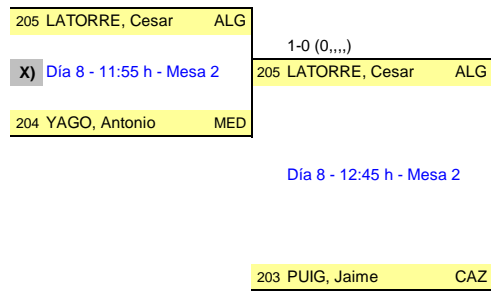 205 LATORRE, Cesar ALG
1-0 (0,,,,)
X) Día 8 - 11:55 h - Mesa 2
205 LATORRE, Cesar ALG
204 YAGO, Antonio MED
Día 8 - 12:45 h - Mesa 2
203 PUIG, Jaime CAZ